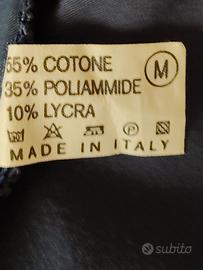 55% COTONE
M
35% POLIAMMIDE
10% LYCRA
MADE IN ITALY
subito